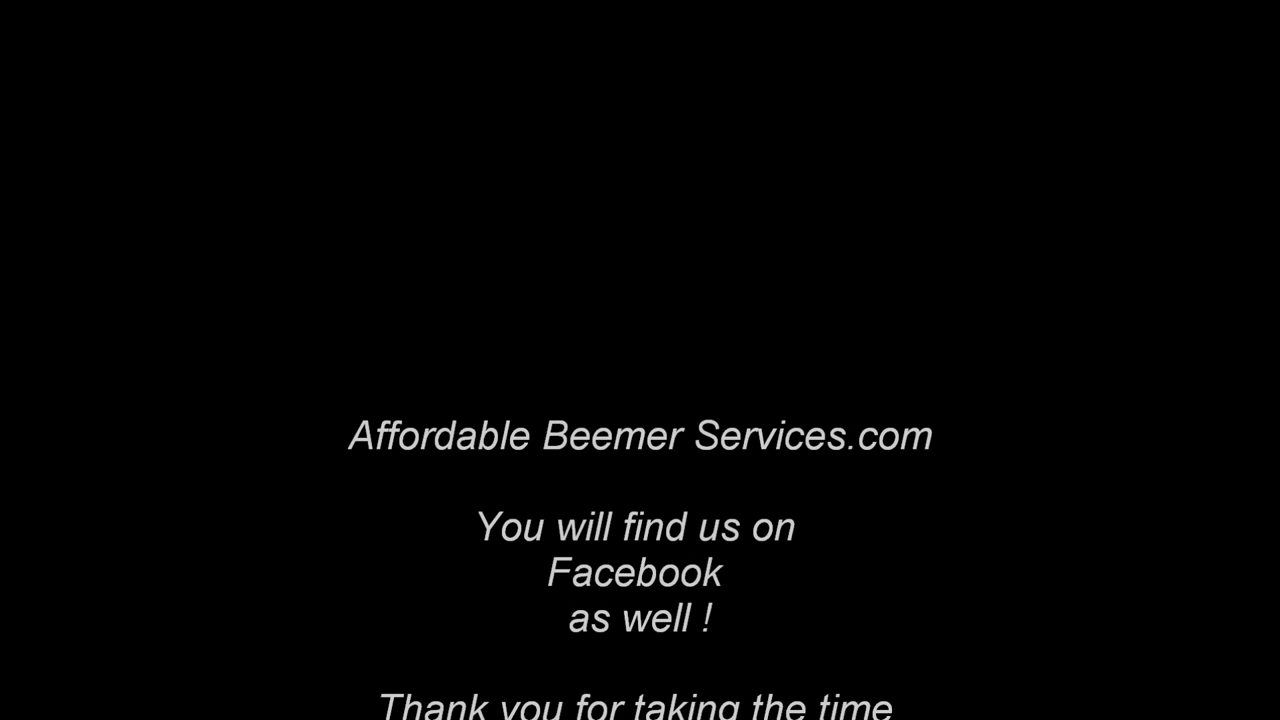 Affordable Beemer Services.com
You will find us on
Facebook
as well !
Thank you for taking the time